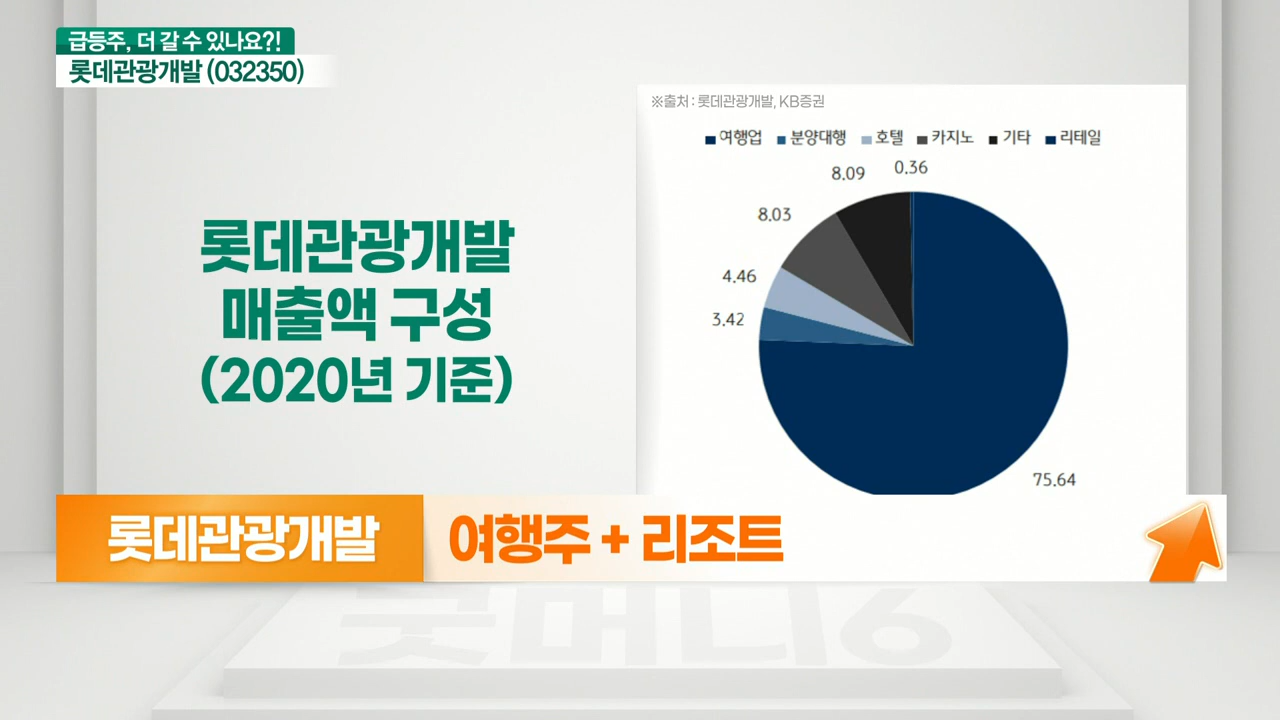 급등주, 더 갈 수 있나요?!
롯데관광개발 (032350)
※출처 : 롯데관광개발, KB증권
여행업 분양대행 호텔 카지노 기타 리테일
8.09 0.36
8.03
4.46
3.42
75.64
롯데관광개발
매출액 구성
(2020년 기준)
롯데관광개발 여행주 + 리조트
굿머니6